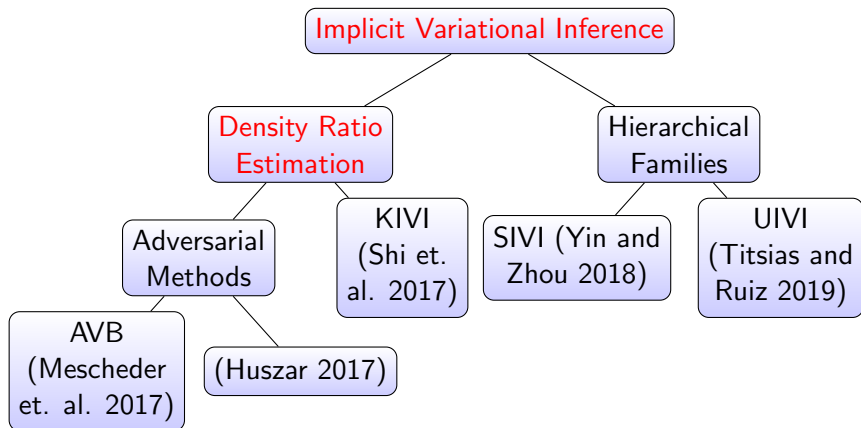 Implicit Variational Inference
Density Ratio
Estimation
Hierarchical
Families
Adversarial
Methods
KIVI
(Shi et.
al. 2017)
SIVI (Yin and
Zhou 2018)
UIVI
(Titsias and
Ruiz 2019)
AVB
(Mescheder
et. al. 2017)
(Huszar 2017)